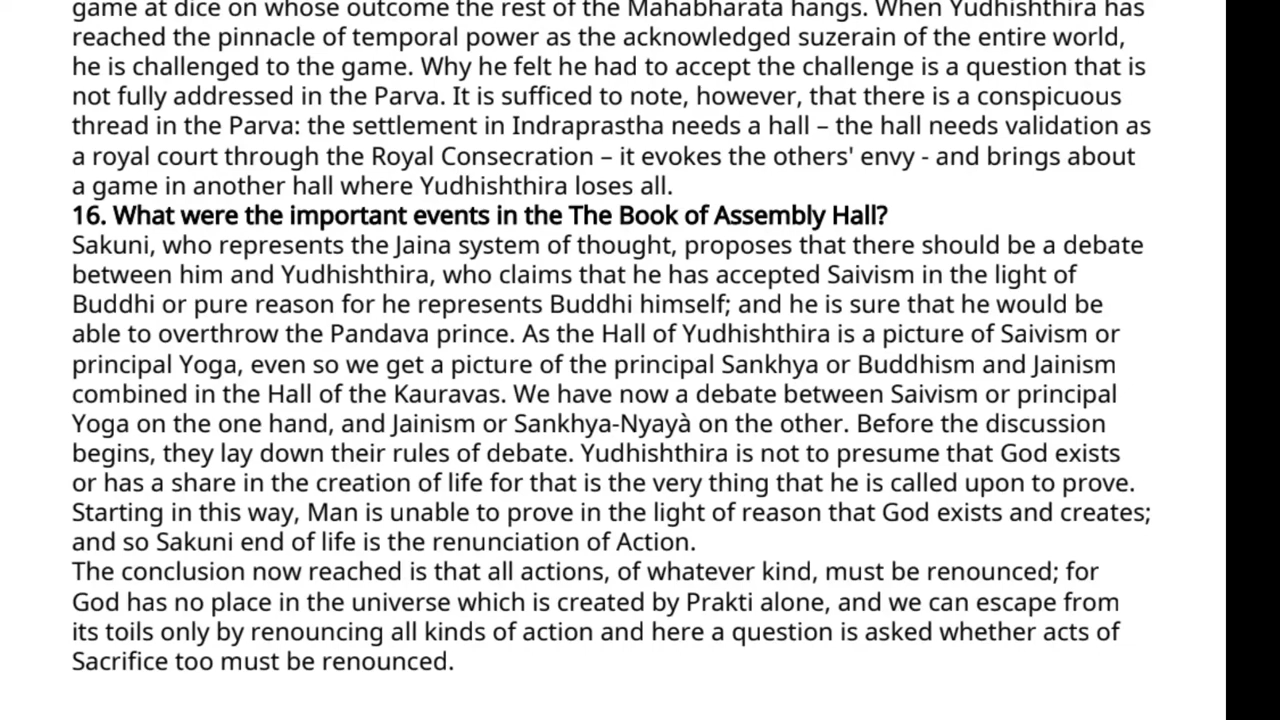 game at dice on whose outcome the rest of the Mahabharata hangs. When Yudhishthira has
reached the pinnacle of temporal power as the acknowledged suzerain of the entire world,
he is challenged to the game. Why he felt he had to accept the challenge is a question that is
not fully addressed in the Parva. It is sufficed to note, however, that there is a conspicuous
thread in the Parva: the settlement in Indraprastha needs a hall – the hall needs validation as
a royal court through the Royal Consecration – it evokes the others' envy - and brings about
a game in another hall where Yudhishthira loses all.
16. What were the important events in the The Book of Assembly Hall?
Sakuni, who represents the Jaina system of thought, proposes that there should be a debate
between him and Yudhishthira, who claims that he has accepted Saivism in the light of
Buddhi or pure reason for he represents Buddhi himself; and he is sure that he would be
able to overthrow the Pandava prince. As the Hall of Yudhishthira is a picture of Saivism or
principal Yoga, even so we get a picture of the principal Sankhya or Buddhism and Jainism
combined in the Hall of the Kauravas. We have now a debate between Saivism or principal
Yoga on the one hand, and Jainism or Sankhya-Nyayà on the other. Before the discussion
begins, they lay down their rules of debate. Yudhishthira is not to presume that God exists
or has a share in the creation of life for that is the very thing that he is called upon to prove.
Starting in this way, Man is unable to prove in the light of reason that God exists and creates;
and so Sakuni end of life is the renunciation of Action.
The conclusion now reached is that all actions, of whatever kind, must be renounced; for
God has no place in the universe which is created by Prakti alone, and we can escape from
its toils only by renouncing all kinds of action and here a question is asked whether acts of
Sacrifice too must be renounced.